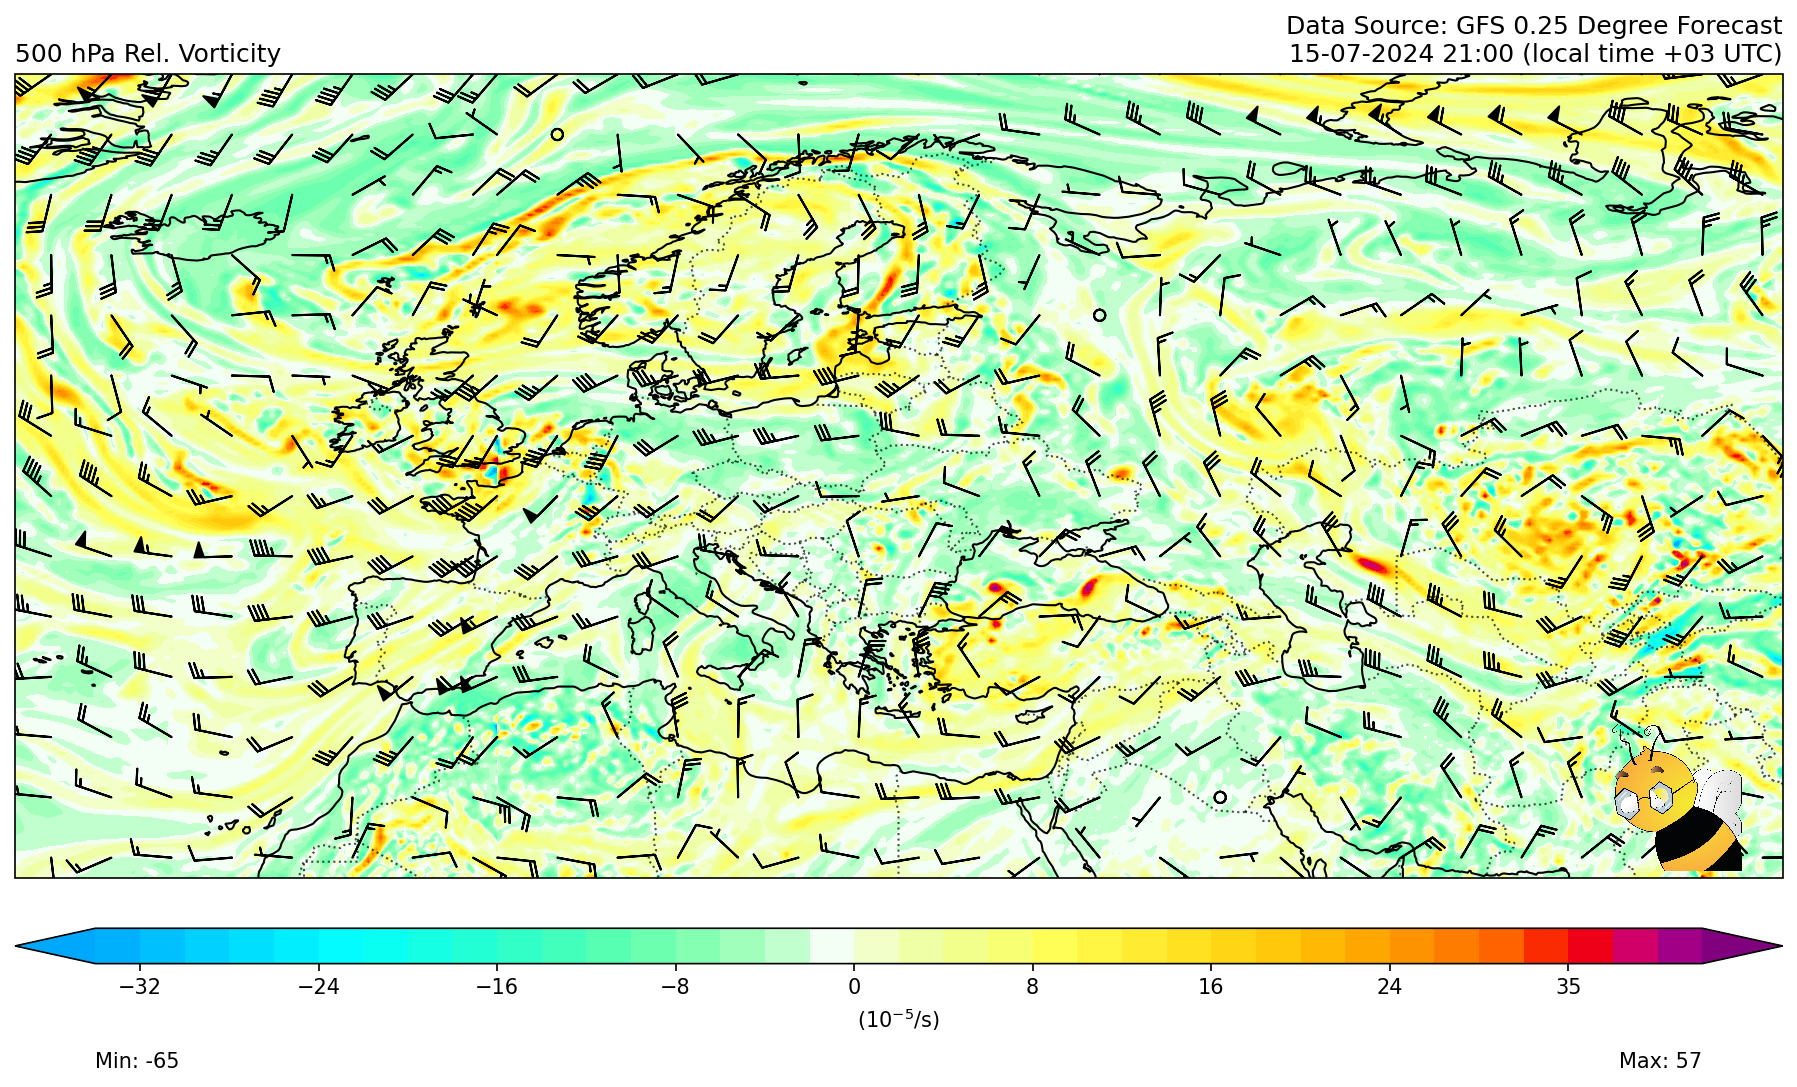 Data Source: GFS 0.25 Degree Forecast
500 hPa Rel. Vorticity
15-07-2024 21:00 (local time +03 UTC)
−32 −24 −16 −8 0 8 16 24 35
(10⁻⁵/s)
Min: -65
Max: 57